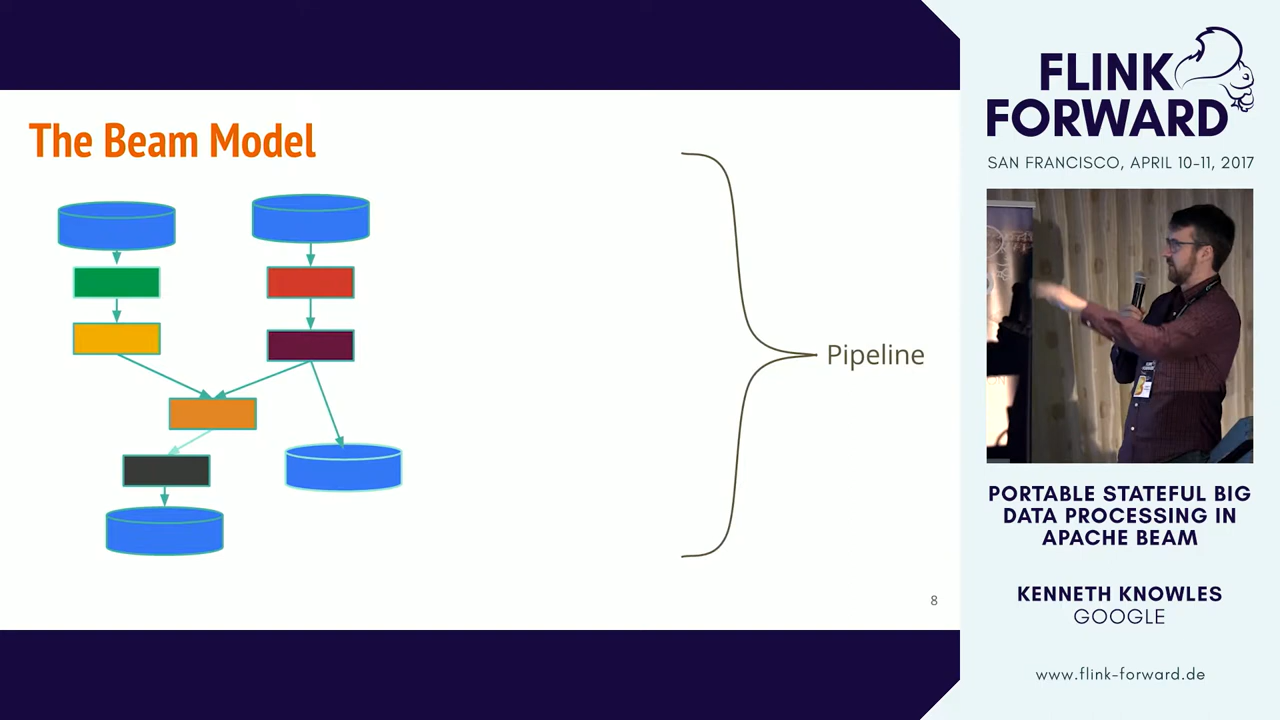 The Beam Model
Pipeline
8
FLINK
FORWARD
SAN FRANCISCO, APRIL 10-11, 2017
PORTABLE STATEFUL BIG
DATA PROCESSING IN
APACHE BEAM
KENNETH KNOWLES
GOOGLE
www.flink-forward.de